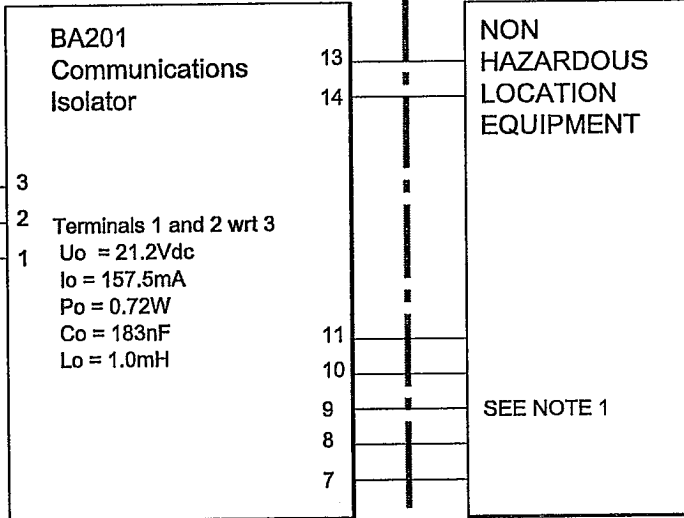 BA201
Communications
Isolator
13
14
3
2
1
Terminals 1 and 2 wrt 3
Uo = 21.2Vdc
Io = 157.5mA
Po = 0.72W
Co = 183nF
Lo = 1.0mH
11
10
9
8
7
NON
HAZARDOUS
LOCATION
EQUIPMENT
SEE NOTE 1